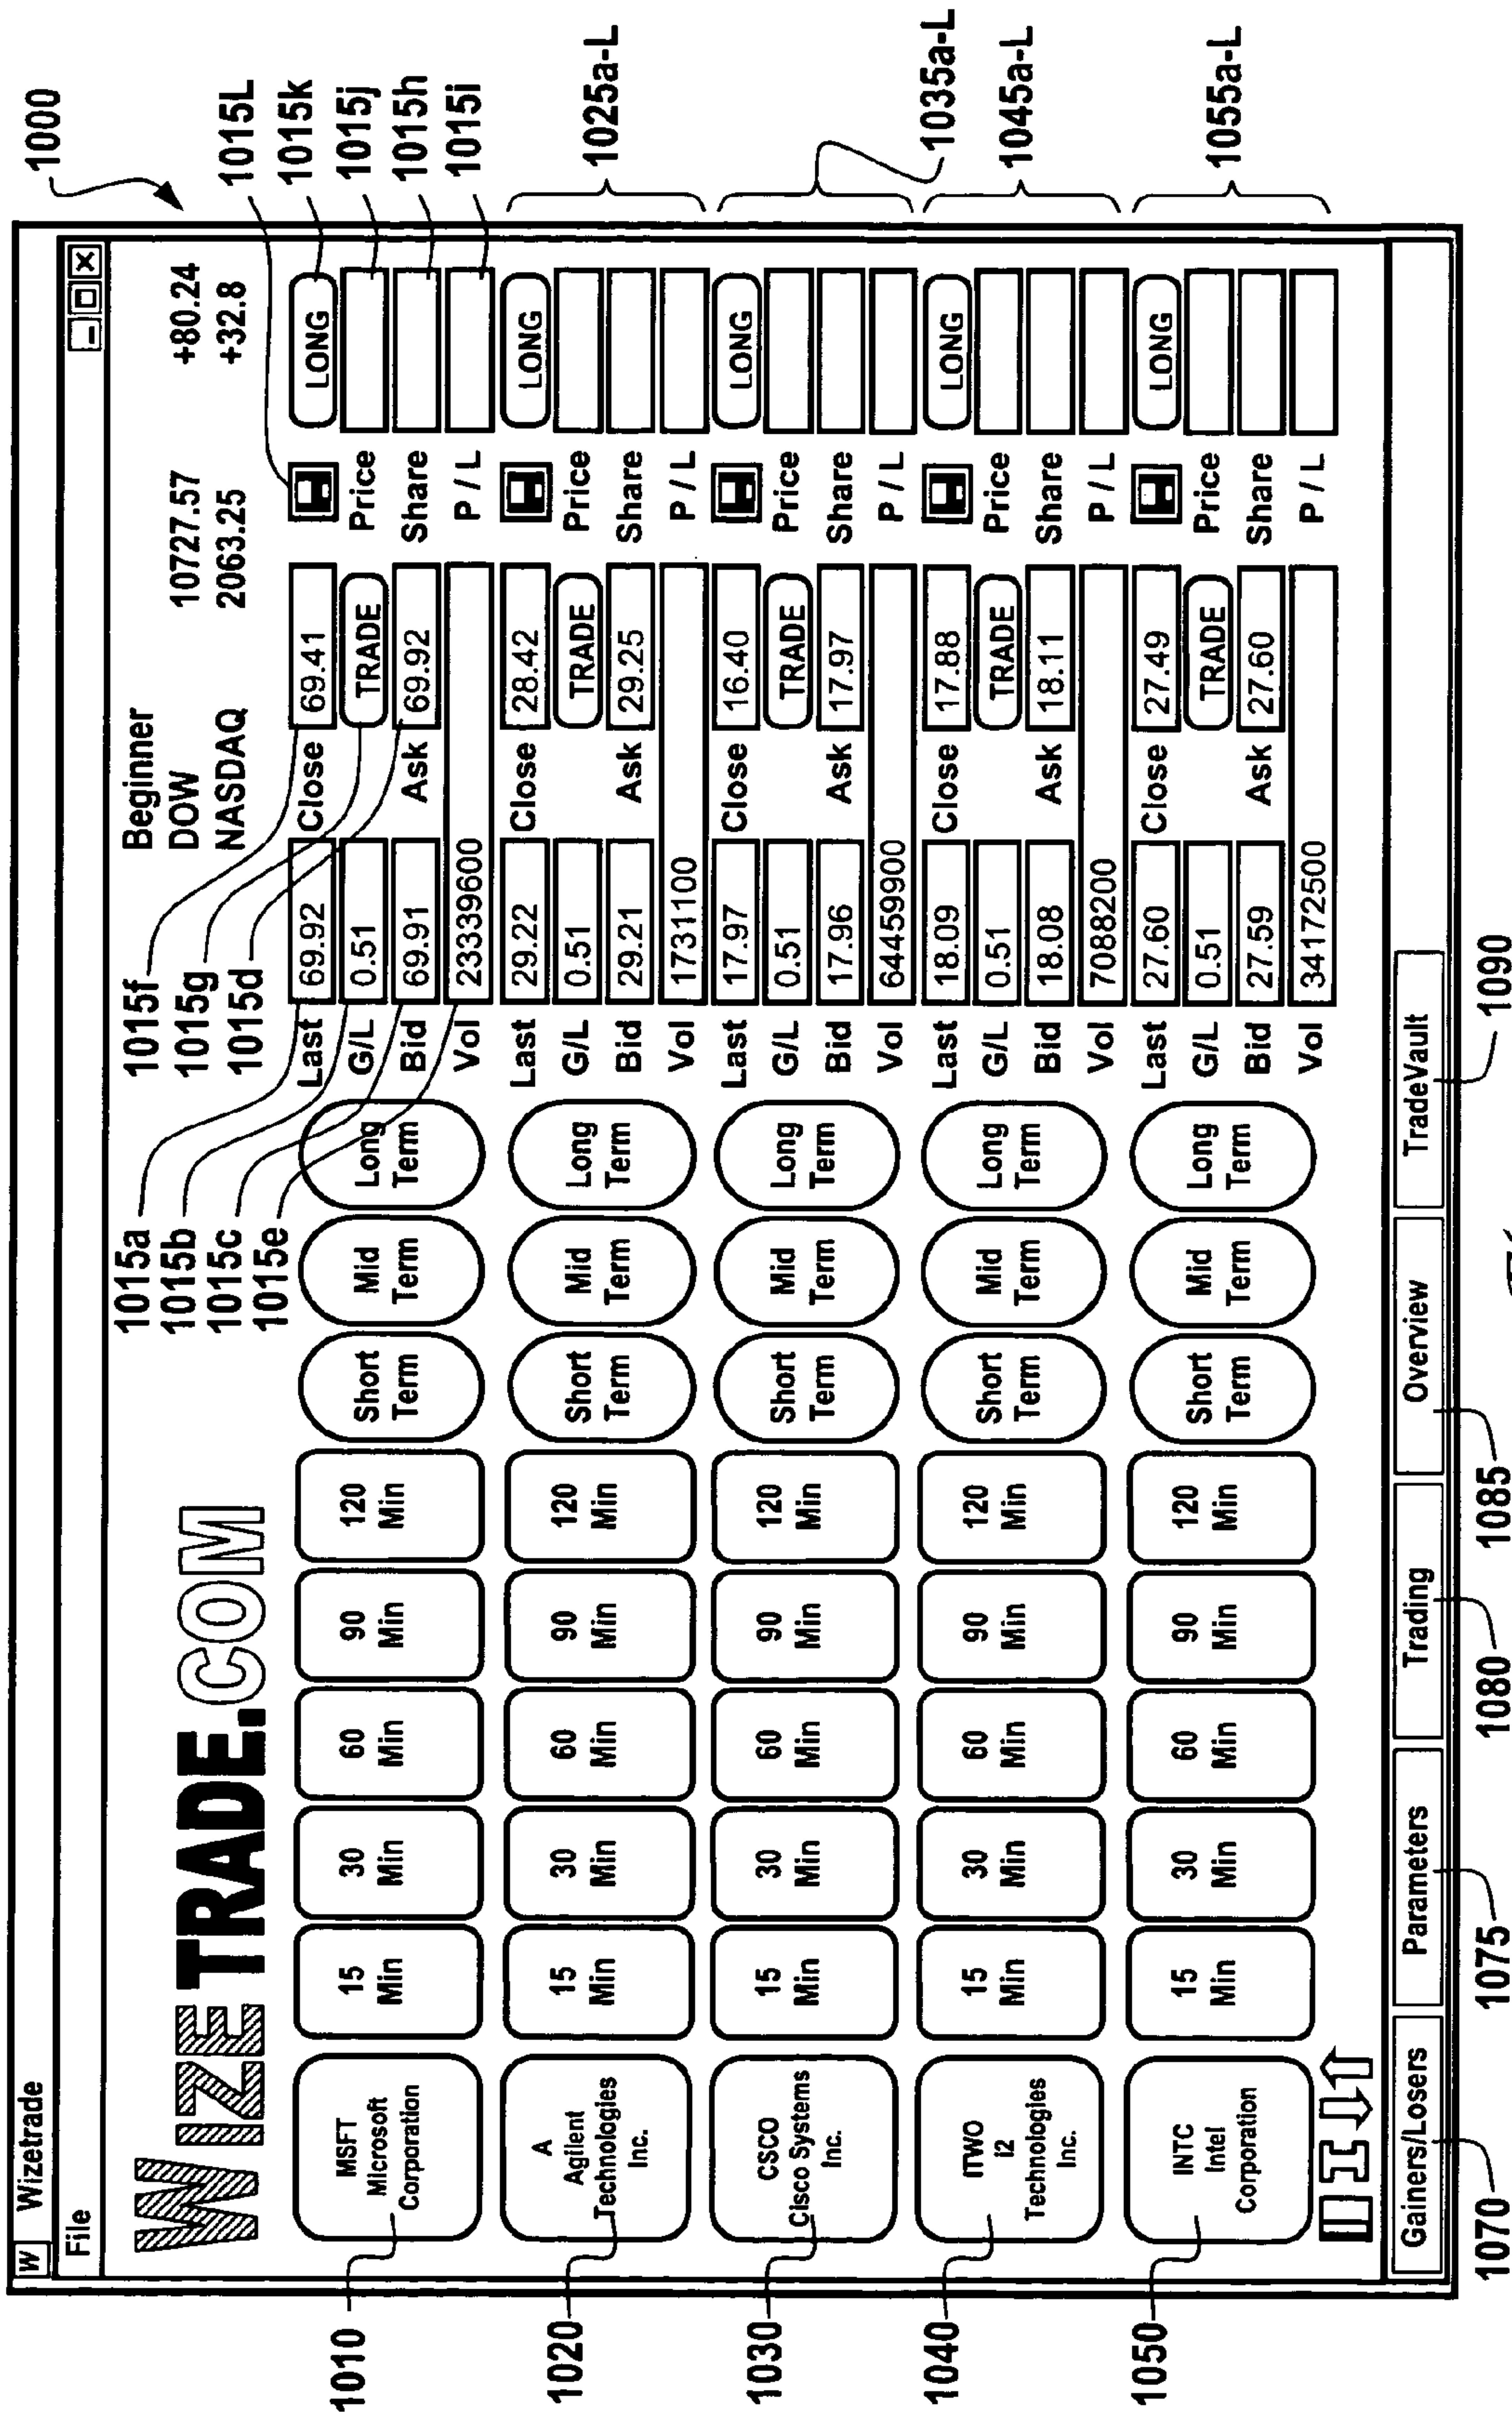 1000
W Wizetrade
File
WIZETRADE.COM
Beginner
DOW 10727.57 +80.24
NASDAQ 2063.25 +32.8
1015a
1015b
1015c
1015e
1015f
1015g
1015d
1015L
1015k
1015j
1015h
1015i
1010
MSFT
Microsoft
Corporation
15
Min
30
Min
60
Min
90
Min
120
Min
Short
Term
Mid
Term
Long
Term
Last 69.92 Close 69.41 LONG
G/L 0.51 TRADE Price
Bid 69.91 Ask 69.92 Share
Vol 23339600 P / L
1020
A
Agilent
Technologies
Inc.
15
Min
30
Min
60
Min
90
Min
120
Min
Short
Term
Mid
Term
Long
Term
Last 29.22 Close 28.42 LONG
G/L 0.51 TRADE Price
Bid 29.21 Ask 29.25 Share
Vol 1731100 P / L
1025a-L
1030
CSCO
Cisco Systems
Inc.
15
Min
30
Min
60
Min
90
Min
120
Min
Short
Term
Mid
Term
Long
Term
Last 17.97 Close 16.40 LONG
G/L 0.51 TRADE Price
Bid 17.96 Ask 17.97 Share
Vol 64459900 P / L
1035a-L
1040
ITWO
i2
Technologies
Inc.
15
Min
30
Min
60
Min
90
Min
120
Min
Short
Term
Mid
Term
Long
Term
Last 18.09 Close 17.88 LONG
G/L 0.51 TRADE Price
Bid 18.08 Ask 18.11 Share
Vol 7088200 P / L
1045a-L
1050
INTC
Intel
Corporation
15
Min
30
Min
60
Min
90
Min
120
Min
Short
Term
Mid
Term
Long
Term
Last 27.60 Close 27.49 LONG
G/L 0.51 TRADE Price
Bid 27.59 Ask 27.60 Share
Vol 34172500 P / L
1055a-L
Gainers/Losers Parameters Trading Overview TradeVault
1070 1075 1080 1085 1090